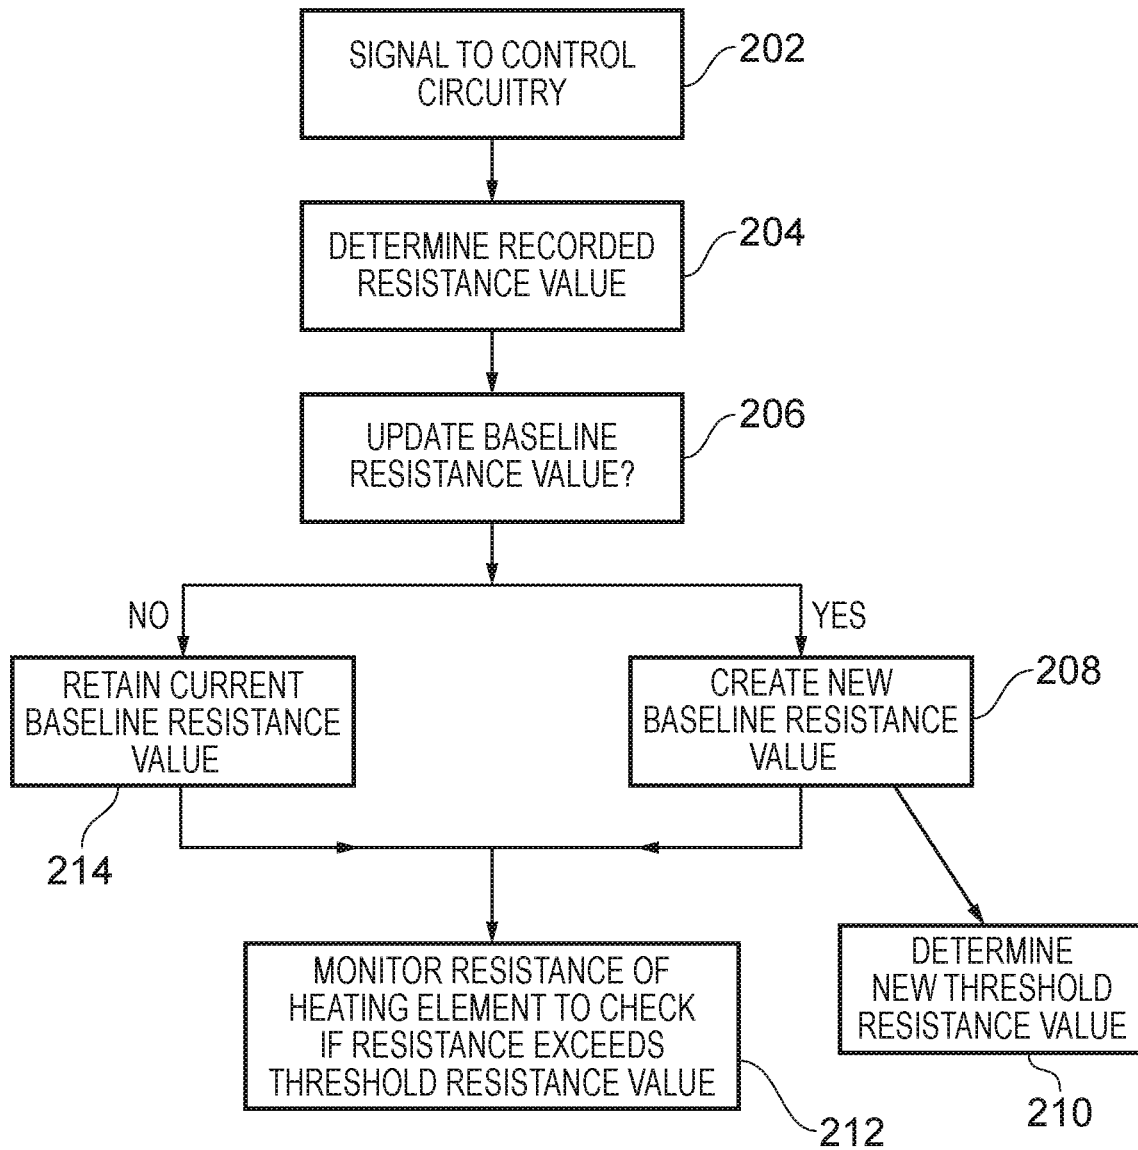 SIGNAL TO CONTROL
CIRCUITRY
202
DETERMINE RECORDED
RESISTANCE VALUE
204
UPDATE BASELINE
RESISTANCE VALUE?
206
NO
YES
RETAIN CURRENT
BASELINE RESISTANCE
VALUE
214
CREATE NEW
BASELINE RESISTANCE
VALUE
208
MONITOR RESISTANCE OF
HEATING ELEMENT TO CHECK
IF RESISTANCE EXCEEDS
THRESHOLD RESISTANCE VALUE
212
DETERMINE
NEW THRESHOLD
RESISTANCE VALUE
210